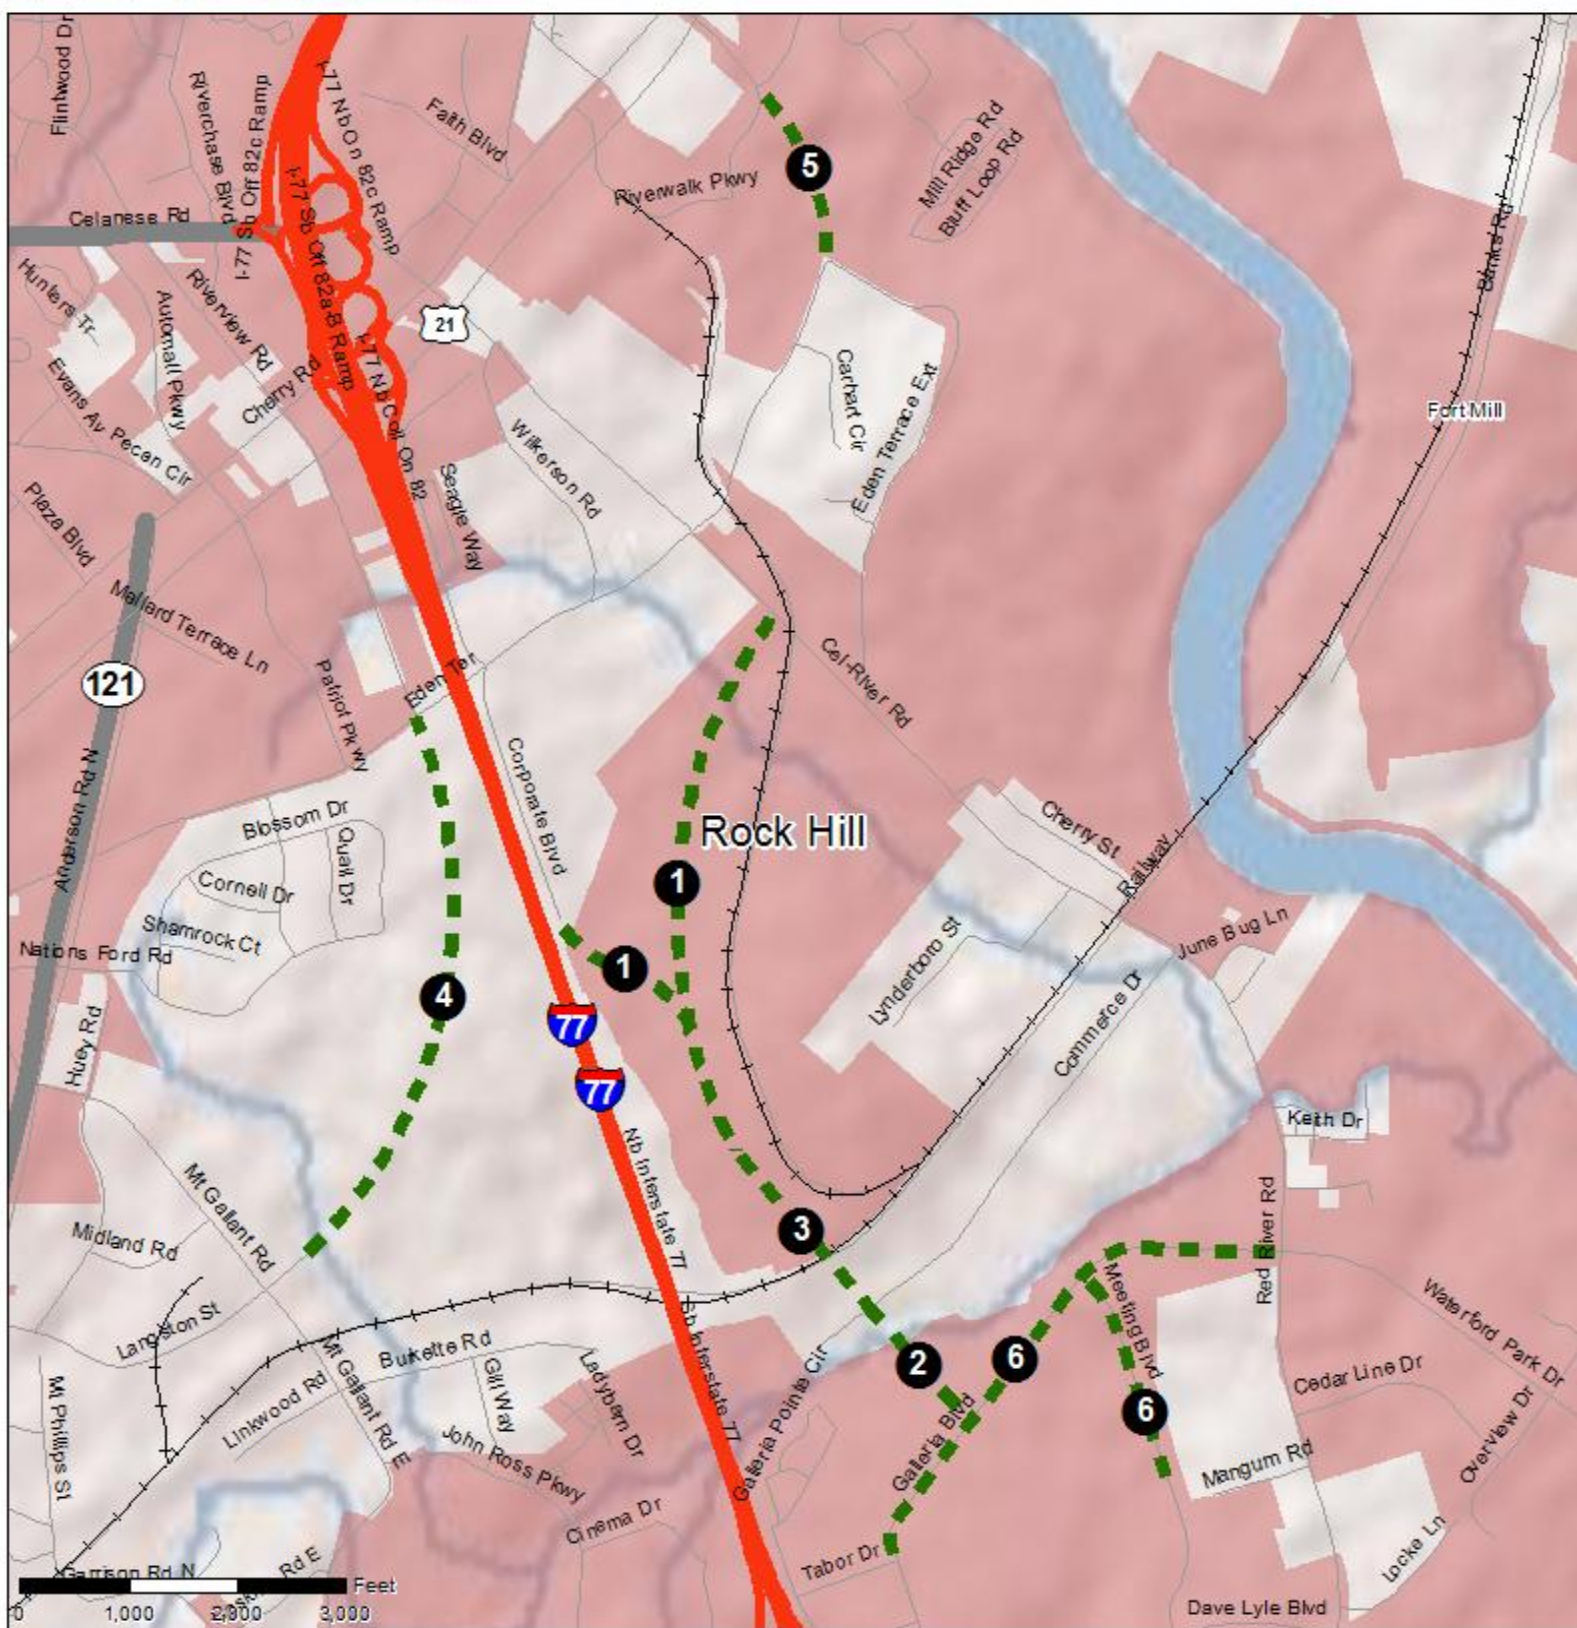 Flintwood Dr
Riverchase Blvd
I-77 Sb Off 82c Ramp
I-77 Nb On 82c Ramp
Faith Blvd
5
Mill Ridge Rd
Bluff Loop Rd
Riverwalk Pkwy
Celanese Rd
I-77 Sb Off 82a-B Ramp
Banks Rd
Hunters Tr
Automall Pkwy
Riverview Rd
21
I-77 Nb Coll On 82
Cherry Rd
Carhart Cir
Eden Terrace Ext
Fort Mill
Evans Av
Pecan Cir
Wilkerson Rd
Seagle Way
Plaza Blvd
Mallard Terrace Ln
121
Patriot Pkwy
Eden Ter
Cel-River Rd
Corporate Blvd
Anderson Rd N
Rock Hill
Blossom Dr
Quail Dr
Cornell Dr
Cherry St
Railway
1
Shamrock Ct
Nations Ford Rd
1
Lynderboro St
June Bug Ln
4
Commerce Dr
77
Huey Rd
77
Keith Dr
Nb Interstate 77
Mt Gallant Rd
Midland Rd
3
Red River Rd
Meeting Blvd
Langston St
Sb Interstate 77
Waterford Park Dr
Burkette Rd
Mt Gallant Rd E
Gill Way
Ladybarn Dr
Galleria Pointe Cir
2
6
Cedar Line Dr
Linkwood Rd
Mt Phillips St
Galleria Blvd
6
Overview Dr
John Ross Pkwy
Mangum Rd
Cinema Dr
Tabor Dr
Locke Ln
Garrison Rd N
Rd E
Feet
0 1,000 2,000 3,000
Dave Lyle Blvd